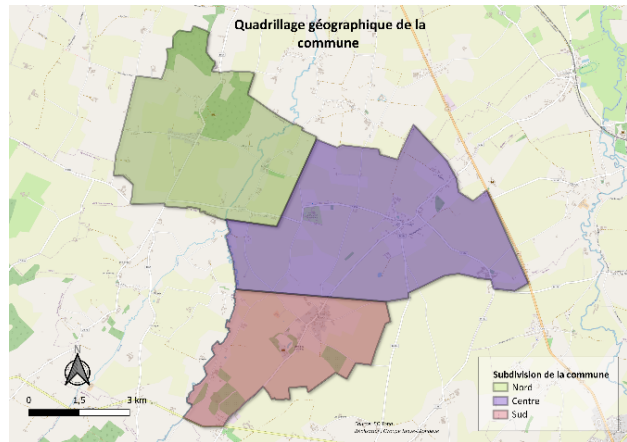 Quadrillage géographique de la
commune
0 1,5 3 km
Subdivision de la commune
Nord
Centre
Sud